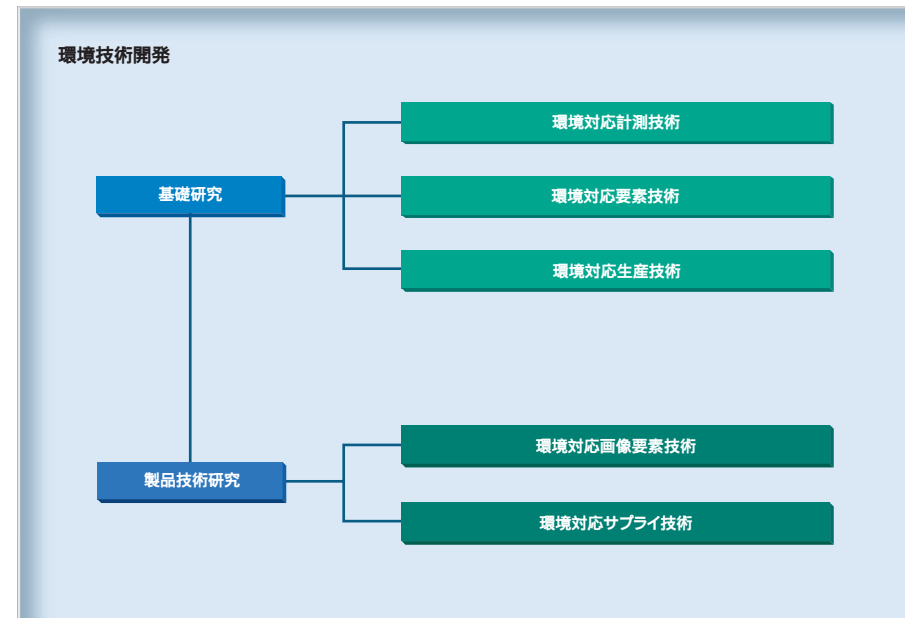 環境技術開発
基礎研究
環境対応計測技術
環境対応要素技術
環境対応生産技術
製品技術研究
環境対応画像要素技術
環境対応サプライ技術